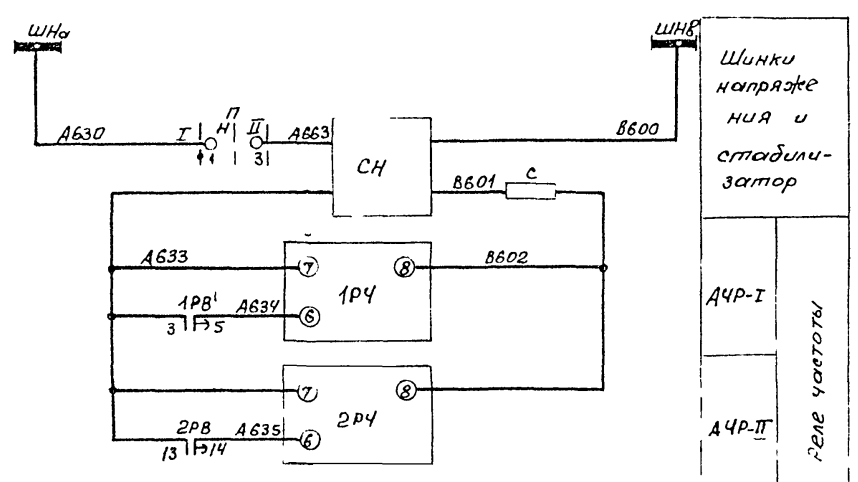 ШНа
ШНв
Шинки
напряже
ния и
стабили-
затор
А630
I
Н
П
II
1
3
А663
СН
В600
В601
С
А633
7
8
В602
1РЧ
1РВ'
3
5
А634
6
АЧР-I
7
8
2РЧ
2РВ
13
14
А635
6
АЧР-II
Реле частоты